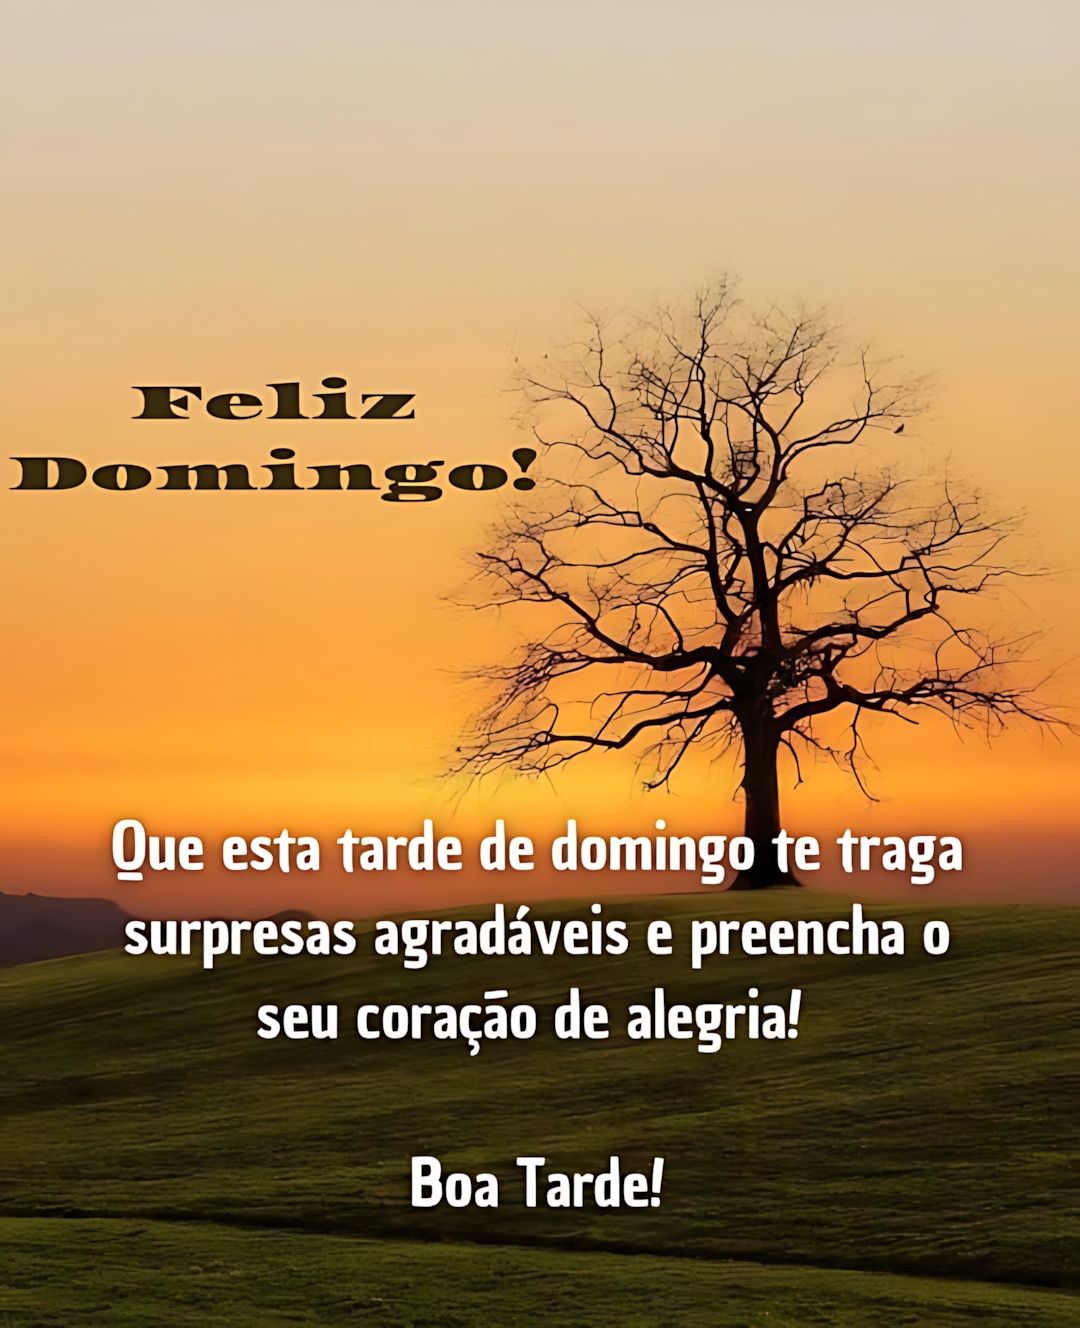 Feliz
Domingo!
Que esta tarde de domingo te traga
surpresas agradáveis e preencha o
seu coração de alegria!
Boa Tarde!